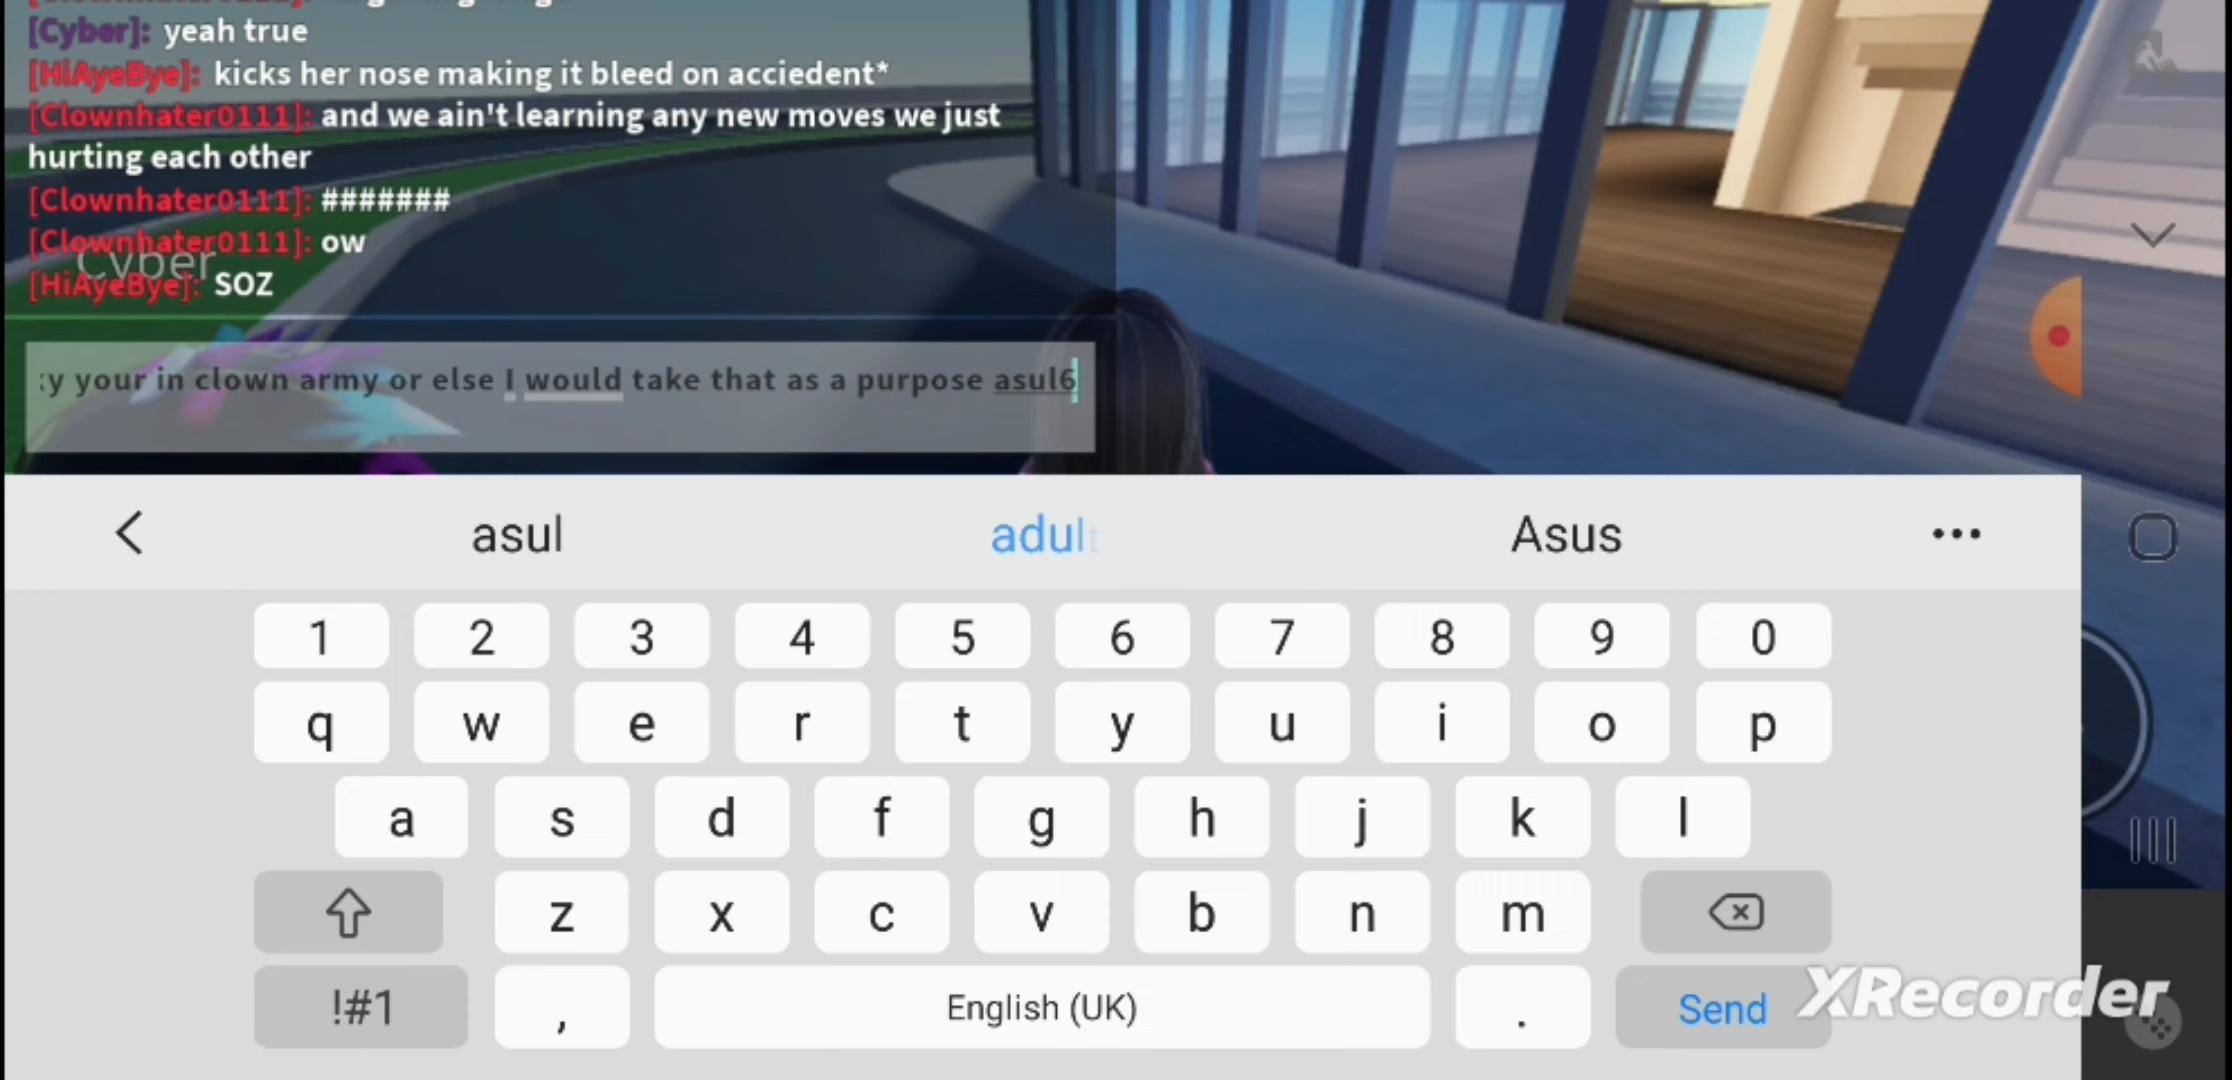 [Cyber]: yeah true
[HiAyeBye]: kicks her nose making it bleed on acciedent*
[Clownhater0111]: and we ain't learning any new moves we just
hurting each other
[Clownhater0111]: #######
[Clownhater0111]: ow
Cyber
[HiAyeBye]: SOZ
y your in clown army or else I would take that as a purpose asul6
asul adult Asus
1 2 3 4 5 6 7 8 9 0
q w e r t y u i o p
a s d f g h j k l
z x c v b n m
!#1 , English (UK) . Send
XRecorder